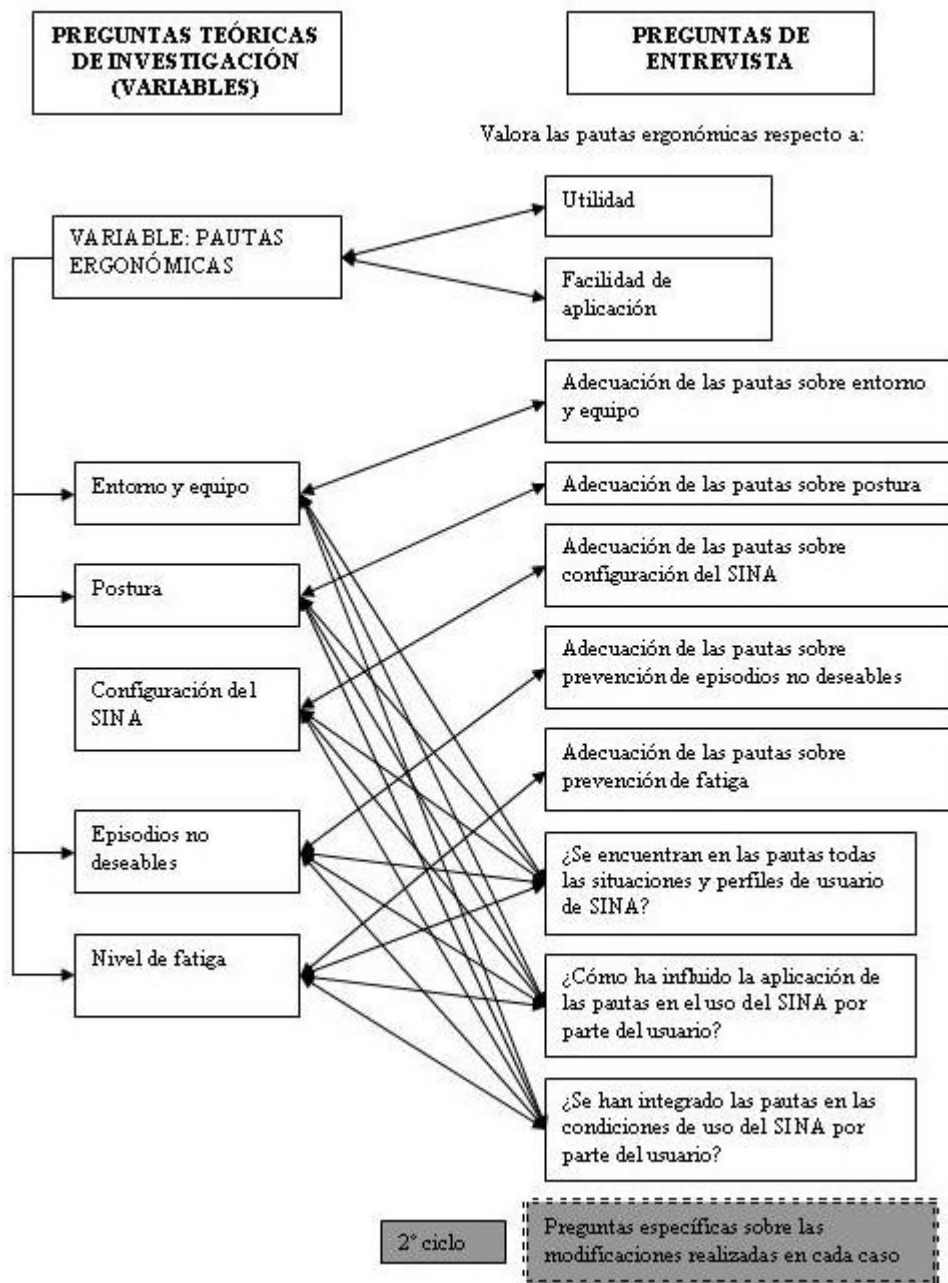 PREGUNTAS TEÓRICAS
DE INVESTIGACIÓN
(VARIABLES)
PREGUNTAS DE
ENTREVISTA
Valora las pautas ergonómicas respecto a:
VARIABLE: PAUTAS
ERGONÓMICAS
Utilidad
Facilidad de
aplicación
Adecuación de las pautas sobre entorno
y equipo
Entorno y equipo
Adecuación de las pautas sobre postura
Postura
Adecuación de las pautas sobre
configuración del SINA
Configuración del
SINA
Adecuación de las pautas sobre
prevención de episodios no deseables
Episodios no
deseables
Adecuación de las pautas sobre
prevención de fatiga
Nivel de fatiga
¿Se encuentran en las pautas todas
las situaciones y perfiles de usuario
de SINA?
¿Cómo ha influido la aplicación de
las pautas en el uso del SINA por
parte del usuario?
¿Se han integrado las pautas en las
condiciones de uso del SINA por
parte del usuario?
2º ciclo
Preguntas específicas sobre las
modificaciones realizadas en cada caso